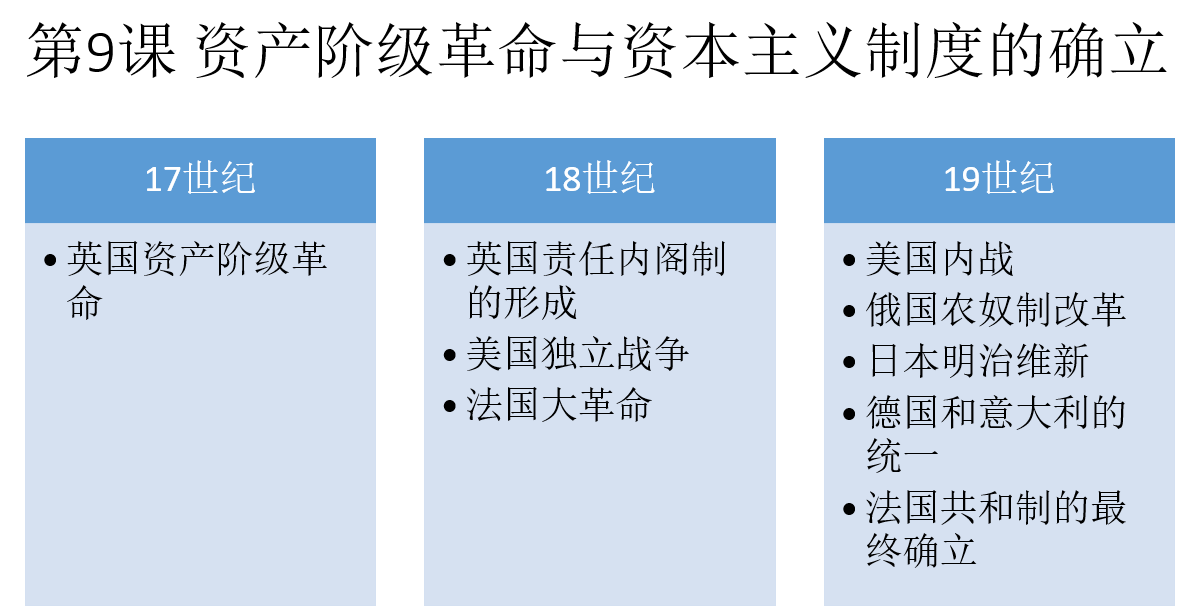 第9课 资产阶级革命与资本主义制度的确立
17世纪
• 英国资产阶级革
命
18世纪
• 英国责任内阁制
的形成
• 美国独立战争
• 法国大革命
19世纪
• 美国内战
• 俄国农奴制改革
• 日本明治维新
• 德国和意大利的
统一
• 法国共和制的最
终确立